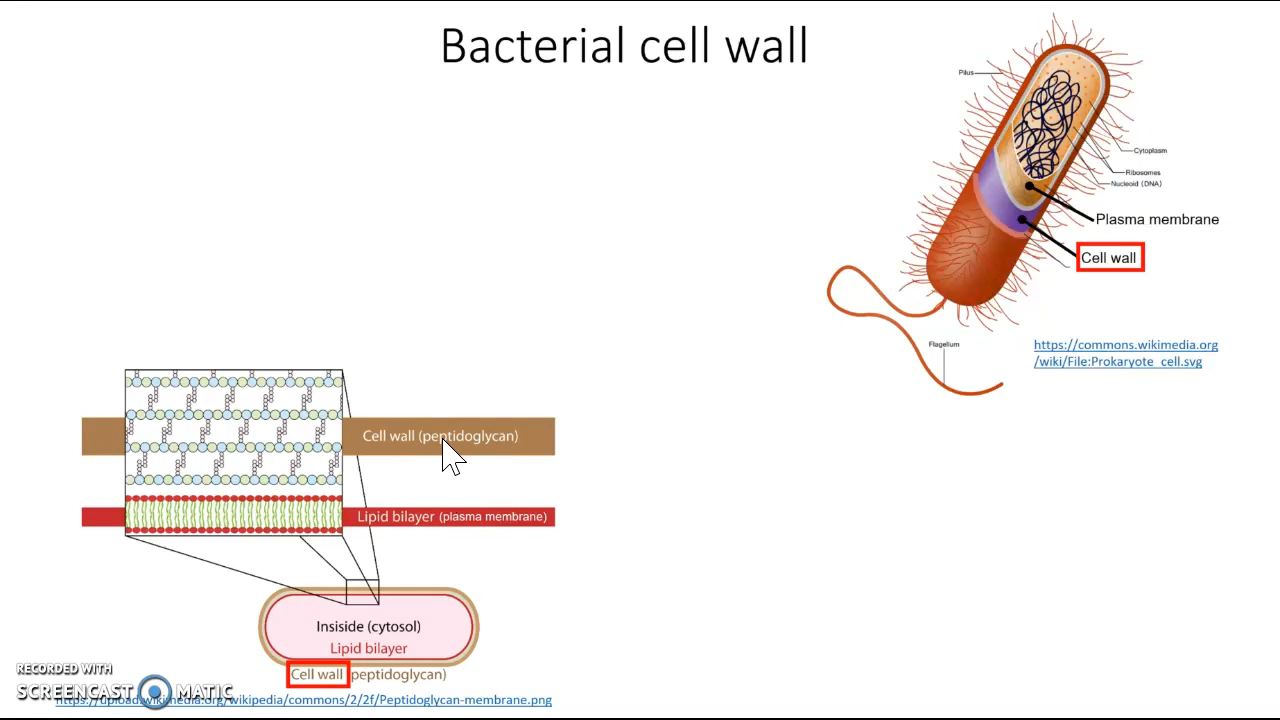 Bacterial cell wall
Pilus
Cytoplasm
Ribosomes
Nucleoid (DNA)
Plasma membrane
Cell wall
Flagellum
https://commons.wikimedia.org
/wiki/File:Prokaryote_cell.svg
Cell wall (peptidoglycan)
Lipid bilayer (plasma membrane)
Insiside (cytosol)
Lipid bilayer
Cell wall peptidoglycan)
RECORDED WITH
SCREENCAST MATIC
https://upload.wikimedia.org/wikipedia/commons/2/2f/Peptidoglycan-membrane.png